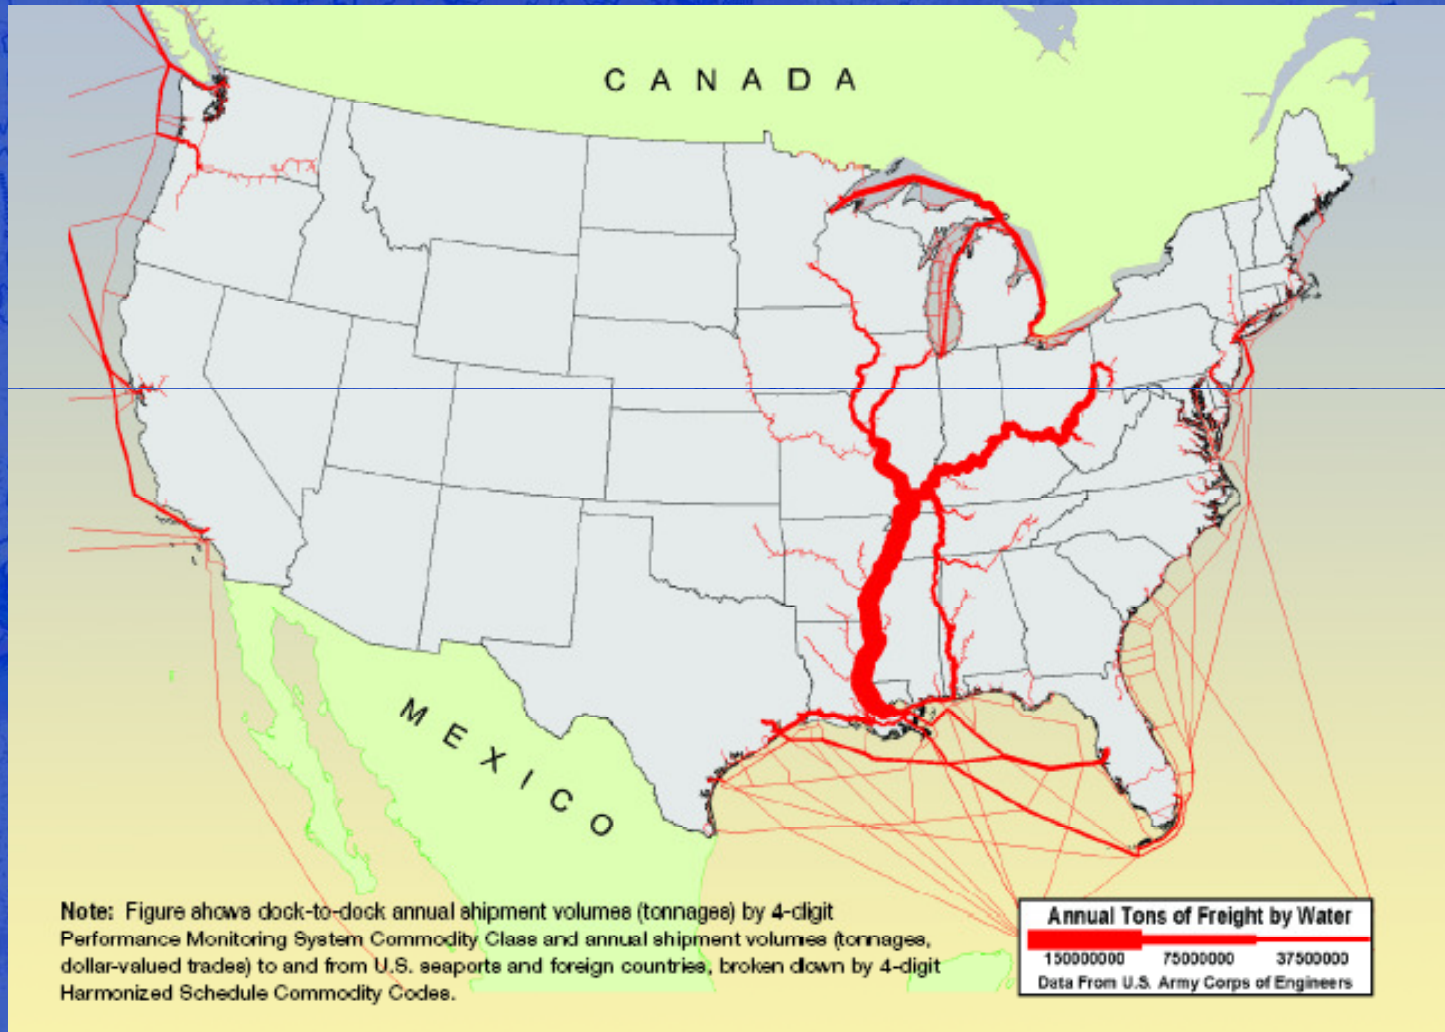 CANADA
MEXICO
Note: Figure shows dock-to-dock annual shipment volumes (tonnages) by 4-digit
Performance Monitoring System Commodity Class and annual shipment volumes (tonnages,
dollar-valued trades) to and from U.S. seaports and foreign countries, broken down by 4-digit
Harmonized Schedule Commodity Codes.
Annual Tons of Freight by Water
150000000 75000000 37500000
Data From U.S. Army Corps of Engineers